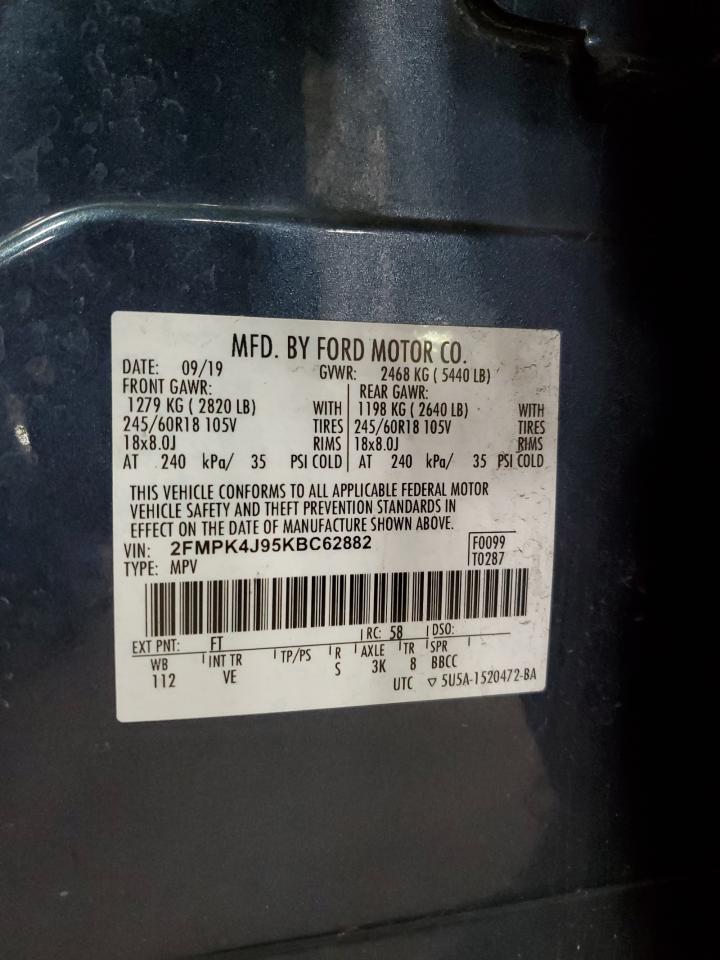 MFD. BY FORD MOTOR CO.
DATE: 09/19 GVWR: 2468 KG ( 5440 LB)
FRONT GAWR: REAR GAWR:
1279 KG ( 2820 LB) WITH 1198 KG ( 2640 LB) WITH
245/60R18 105V TIRES 245/60R18 105V TIRES
18x8.0J RIMS 18x8.0J RIMS
AT 240 kPa/ 35 PSI COLD AT 240 kPa/ 35 PSI COLD
THIS VEHICLE CONFORMS TO ALL APPLICABLE FEDERAL MOTOR
VEHICLE SAFETY AND THEFT PREVENTION STANDARDS IN
EFFECT ON THE DATE OF MANUFACTURE SHOWN ABOVE.
VIN: 2FMPK4J95KBC62882 F0099
TYPE: MPV T0287
EXT PNT: FT RC: 58 DSO:
WB INT TR TP/PS R AXLE TR SPR
112 VE S 3K 8 BBCC
UTC ▽ 5U5A-1520472-BA